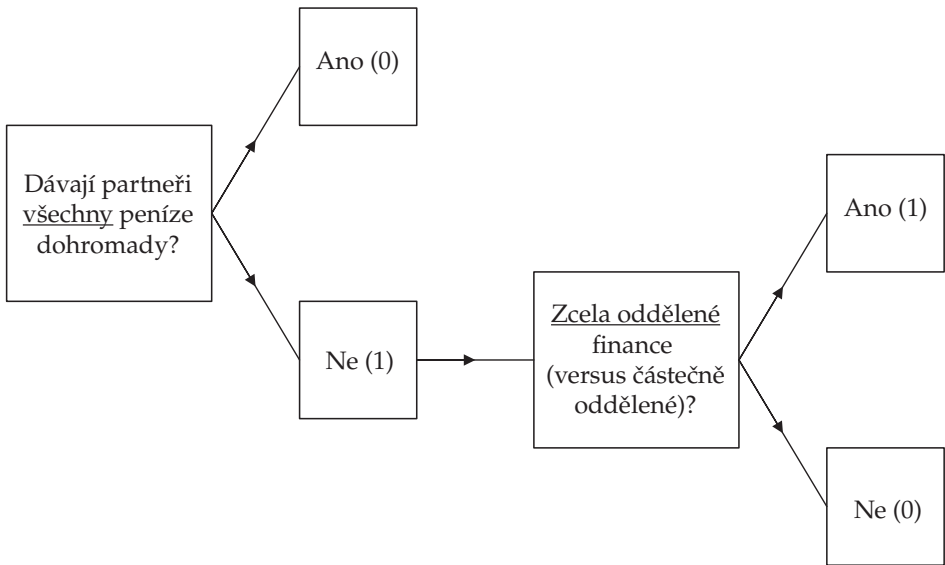 Ano (0)
Dávají partneři
všechny peníze
dohromady?
Ne (1)
Zcela oddělené
finance
(versus částečně
oddělené)?
Ano (1)
Ne (0)